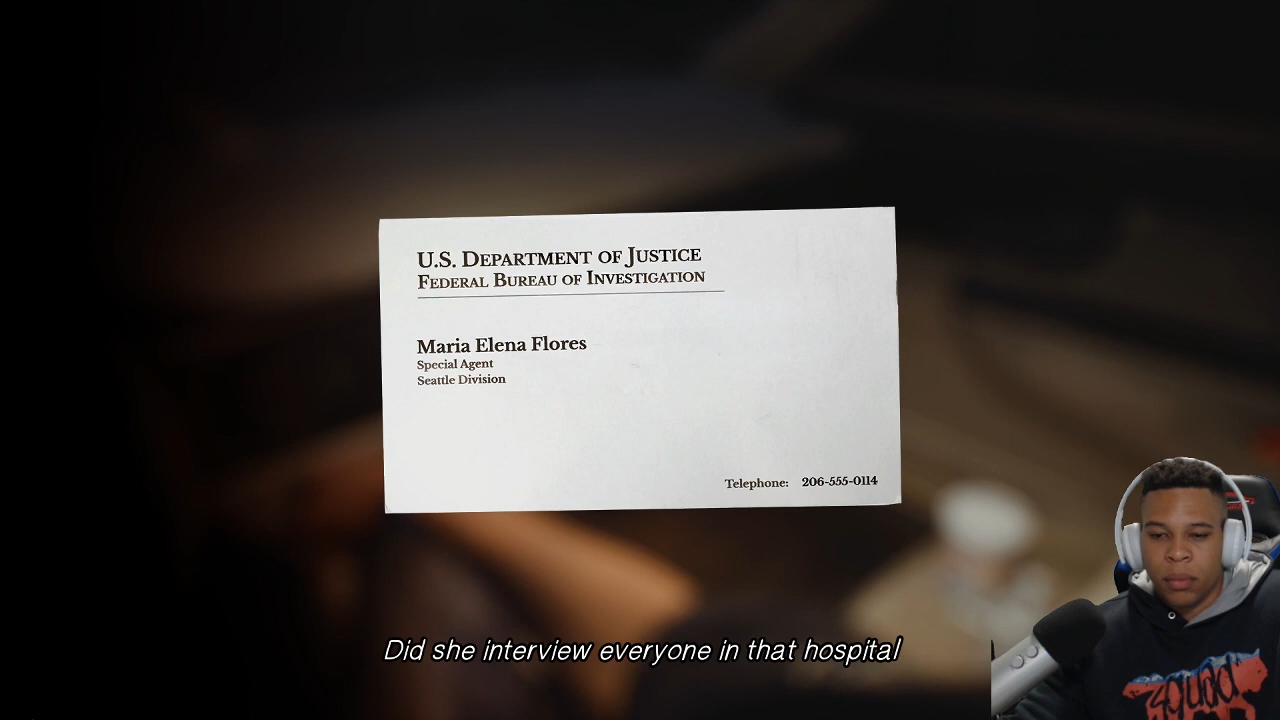 U.S. DEPARTMENT OF JUSTICE
FEDERAL BUREAU OF INVESTIGATION
Maria Elena Flores
Special Agent
Seattle Division
Telephone: 206-555-0114
Did she interview everyone in that hospital
squad